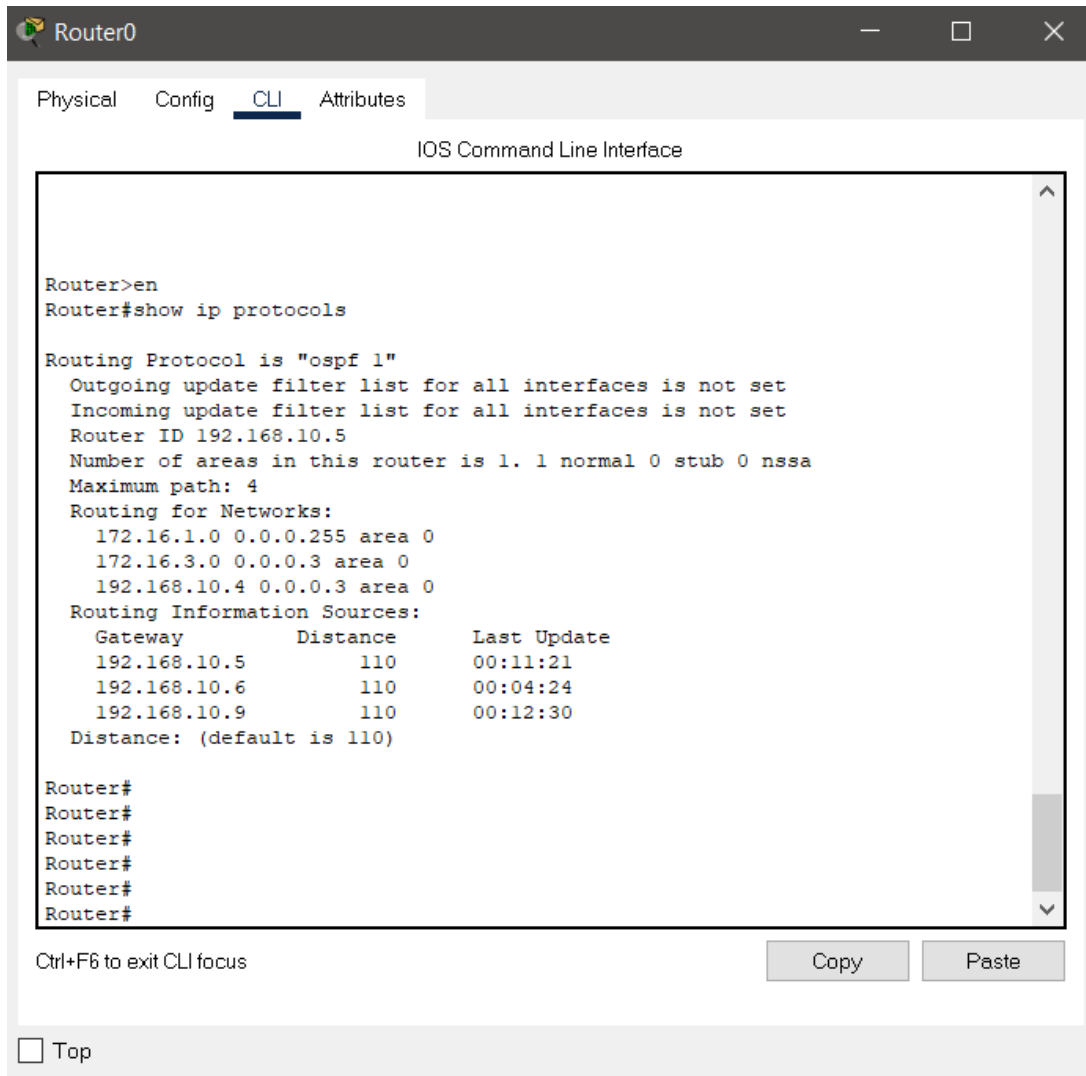 Router0
Physical Config CLI Attributes
IOS Command Line Interface
Router>en
Router#show ip protocols
Routing Protocol is "ospf 1"
Outgoing update filter list for all interfaces is not set
Incoming update filter list for all interfaces is not set
Router ID 192.168.10.5
Number of areas in this router is 1. 1 normal 0 stub 0 nssa
Maximum path: 4
Routing for Networks:
172.16.1.0 0.0.0.255 area 0
172.16.3.0 0.0.0.3 area 0
192.168.10.4 0.0.0.3 area 0
Routing Information Sources:
Gateway Distance Last Update
192.168.10.5 110 00:11:21
192.168.10.6 110 00:04:24
192.168.10.9 110 00:12:30
Distance: (default is 110)
Router#
Router#
Router#
Router#
Router#
Router#
Ctrl+F6 to exit CLI focus
Copy Paste
Top